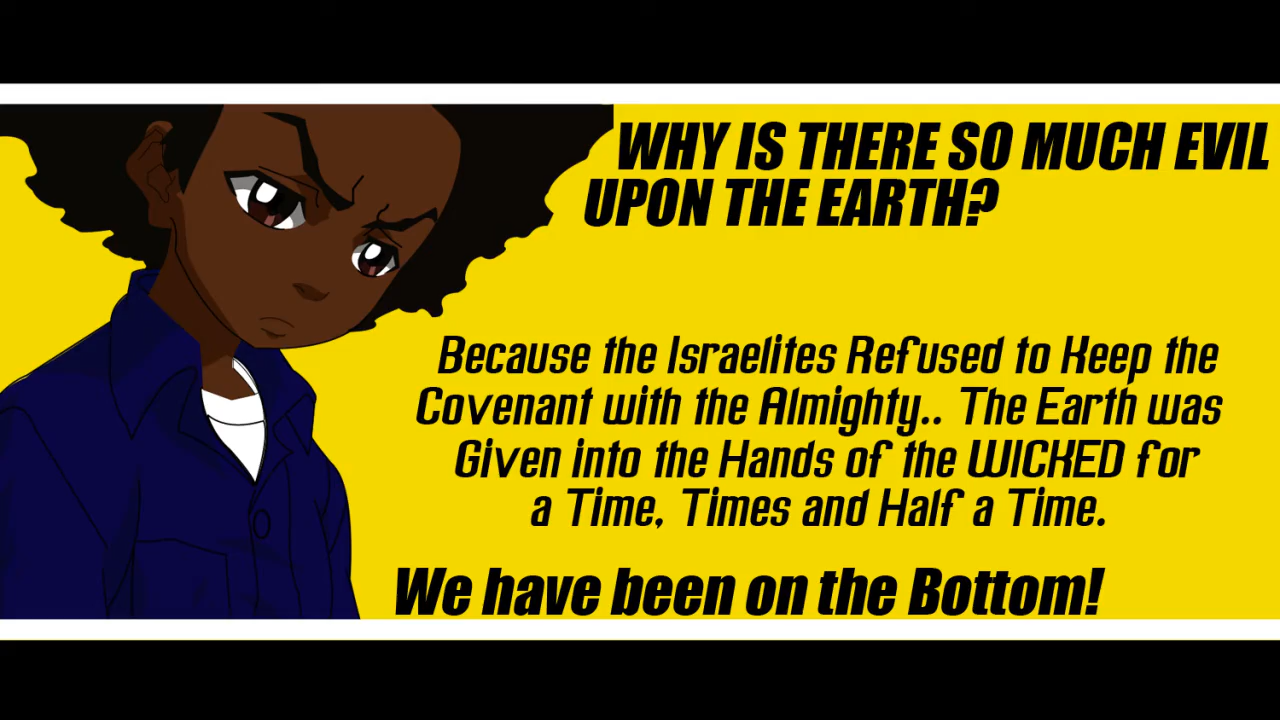 WHY IS THERE SO MUCH EVIL
UPON THE EARTH?
Because the Israelites Refused to Keep the
Covenant with the Almighty.. The Earth was
Given into the Hands of the WICKED for
a Time, Times and Half a Time.
We have been on the Bottom!